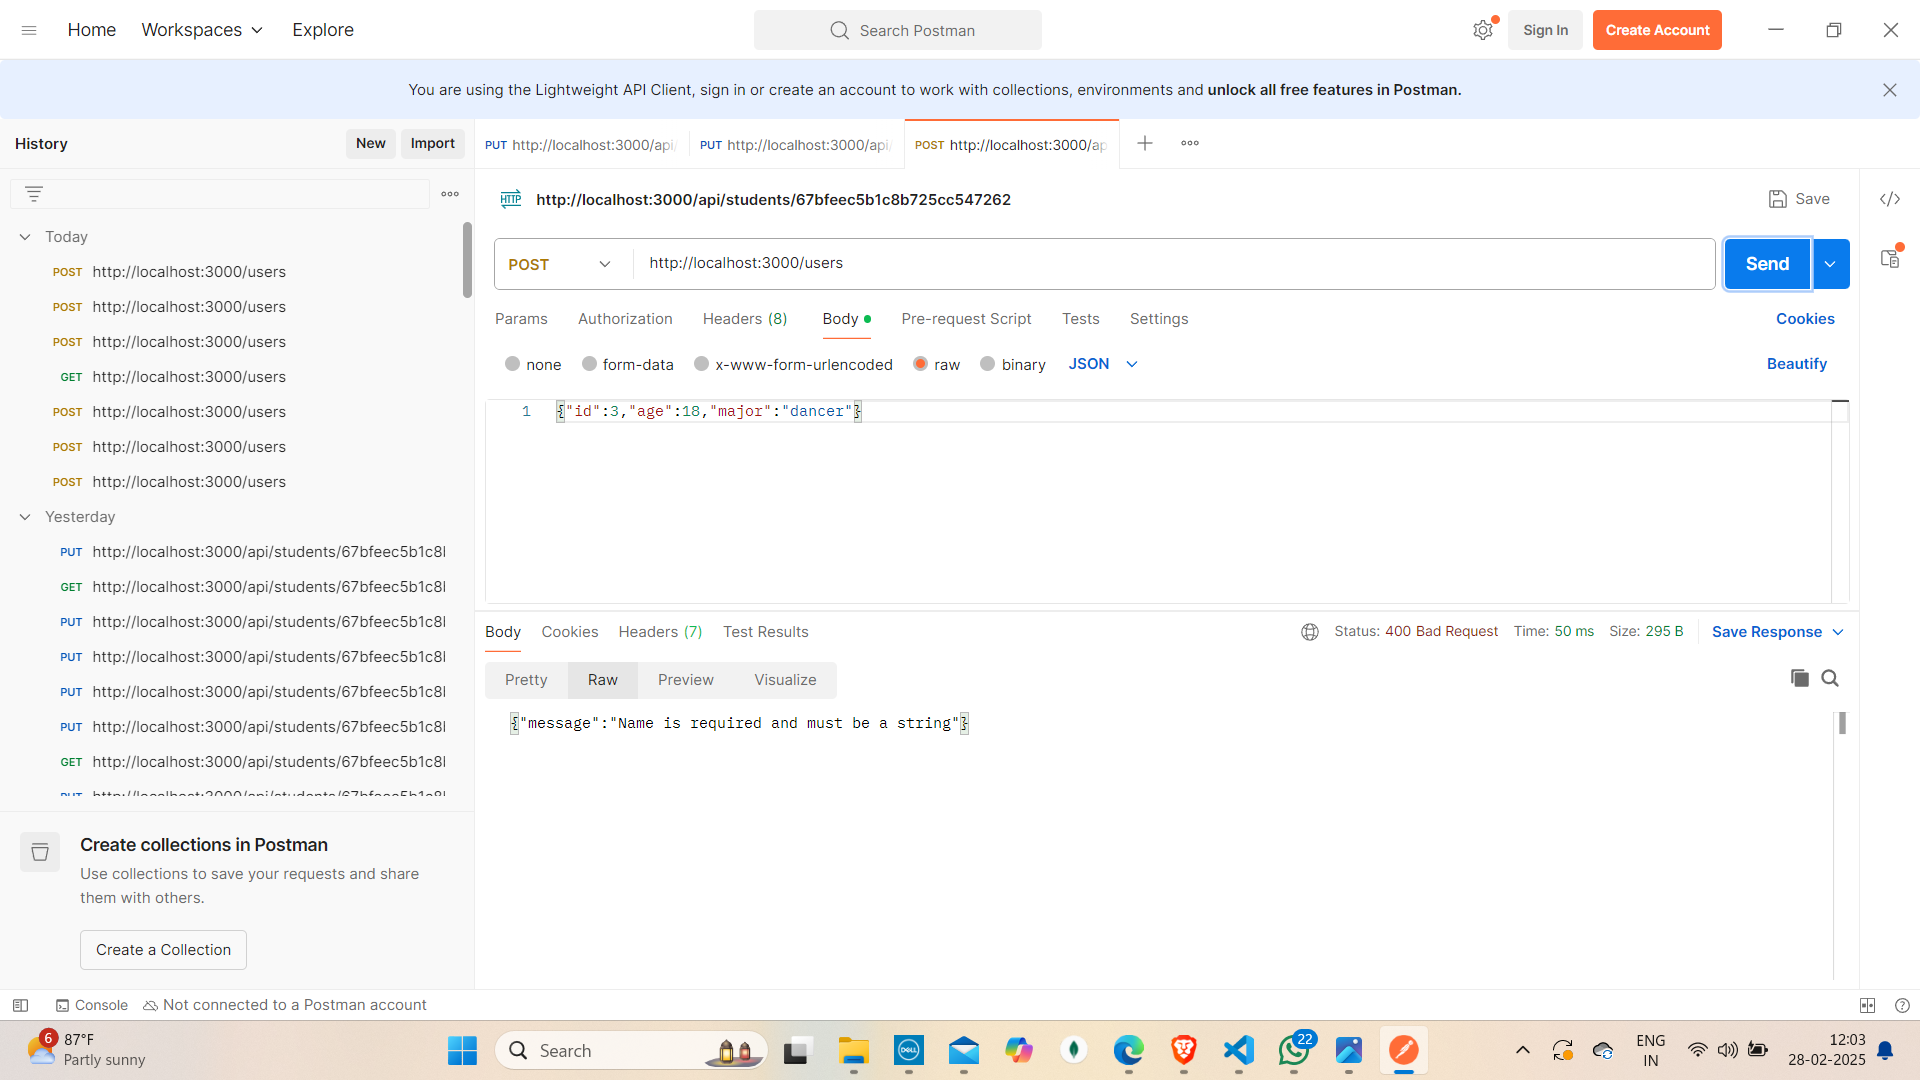 Home Workspaces Explore Search Postman Sign In Create Account
You are using the Lightweight API Client, sign in or create an account to work with collections, environments and unlock all free features in Postman.
History New Import
PUT http://localhost:3000/api/ PUT http://localhost:3000/api/ POST http://localhost:3000/ap
HTTP http://localhost:3000/api/students/67bfeec5b1c8b725cc547262 Save
Today
POST http://localhost:3000/users
POST http://localhost:3000/users
POST http://localhost:3000/users
GET http://localhost:3000/users
POST http://localhost:3000/users
POST http://localhost:3000/users
POST http://localhost:3000/users
Yesterday
PUT http://localhost:3000/api/students/67bfeec5b1c8l
GET http://localhost:3000/api/students/67bfeec5b1c8l
PUT http://localhost:3000/api/students/67bfeec5b1c8l
PUT http://localhost:3000/api/students/67bfeec5b1c8l
PUT http://localhost:3000/api/students/67bfeec5b1c8l
PUT http://localhost:3000/api/students/67bfeec5b1c8l
GET http://localhost:3000/api/students/67bfeec5b1c8l
PUT http://localhost:3000/api/students/67bfeec5b1c8l
Create collections in Postman
Use collections to save your requests and share
them with others.
Create a Collection
POST http://localhost:3000/users Send
Params Authorization Headers (8) Body Pre-request Script Tests Settings Cookies
none form-data x-www-form-urlencoded raw binary JSON Beautify
1 {"id":3,"age":18,"major":"dancer"}
Body Cookies Headers (7) Test Results Status: 400 Bad Request Time: 50 ms Size: 295 B Save Response
Pretty Raw Preview Visualize
{"message":"Name is required and must be a string"}
Console Not connected to a Postman account
6 87°F
Partly sunny
Search
DELL
22
ENG
IN
12:03
28-02-2025